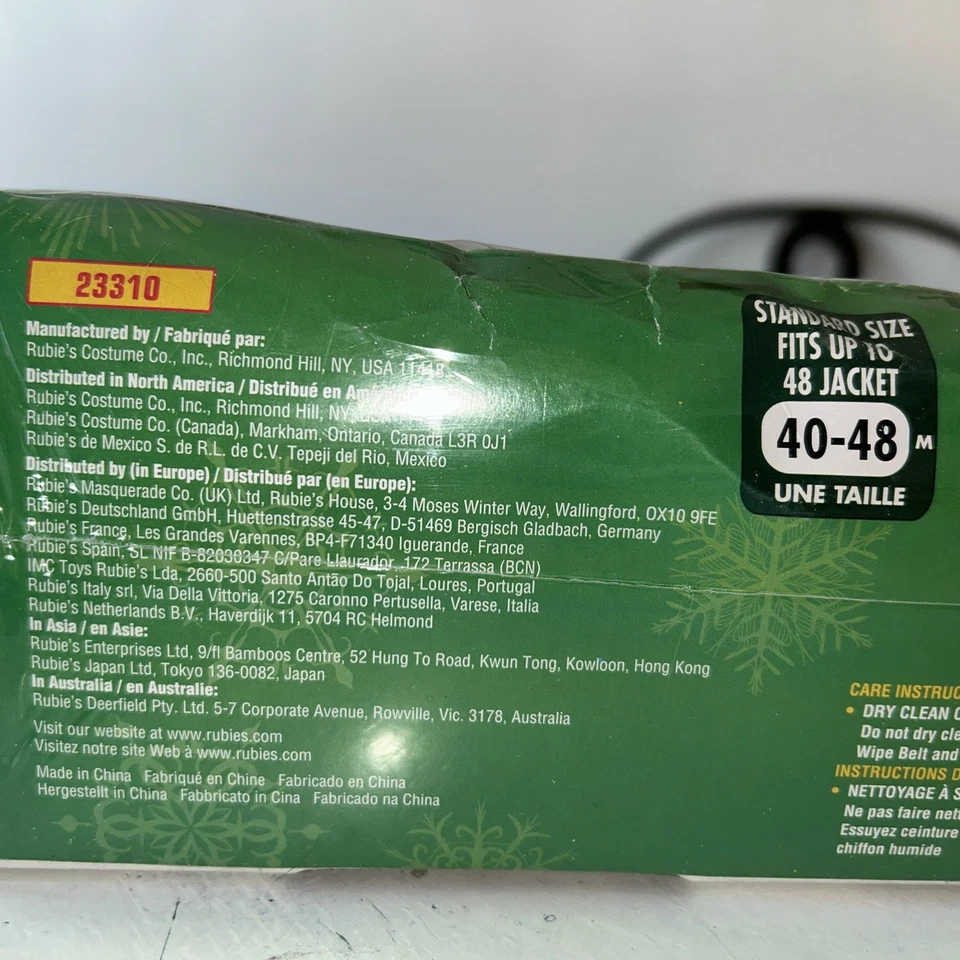 23310
Manufactured by / Fabriqué par:
Rubie's Costume Co., Inc., Richmond Hill, NY, USA 11418
Distributed in North America / Distribué en
Rubie's Costume Co., Inc., Richmond Hill, NY,
Rubie's Costume Co. (Canada), Markham, Ontario, Canada L3R 0J1
Rubie's de Mexico S. de R.L. de C.V. Tepeji del Rio, Mexico
Distributed by (in Europe) / Distribué par (en Europe):
Rubie's Masquerade Co. (UK) Ltd, Rubie's House, 3-4 Moses Winter Way, Wallingford, OX10 9FE
Rubie's Deutschland GmbH, Huettenstrasse 45-47, D-51469 Bergisch Gladbach, Germany
Rubie's France, Les Grandes Varennes, BP4-F71340 Iguerande, France
Rubie's Spain, SL NIF B-82030347 C/Pare Llaurador, 172 Terrassa (BCN)
IMC Toys Rubie's Lda, 2660-500 Santo Antão Do Tojal, Loures, Portugal
Rubie's Italy srl, Via Della Vittoria, 1275 Caronno Pertusella, Varese, Italia
Rubie's Netherlands B.V., Haverdijk 11, 5704 RC Helmond
In Asia / en Asie:
Rubie's Enterprises Ltd, 9/fl Bamboos Centre, 52 Hung To Road, Kwun Tong, Kowloon, Hong Kong
Rubie's Japan Ltd, Tokyo 136-0082, Japan
In Australia / en Australie:
Rubie's Deerfield Pty. Ltd. 5-7 Corporate Avenue, Rowville, Vic. 3178, Australia
Visit our website at www.rubies.com
Visitez notre site Web à www.rubies.com
Made in China Fabriqué en Chine Fabricado en China
Hergestellt in China Fabbricato in Cina Fabricado na China
STANDARD SIZE
FITS UP TO
48 JACKET
40-48 M
UNE TAILLE
CARE INSTRUC
• DRY CLEAN O
Do not dry cle
Wipe Belt and
INSTRUCTIONS D
• NETTOYAGE À S
Ne pas faire nett
Essuyez ceinture
chiffon humide